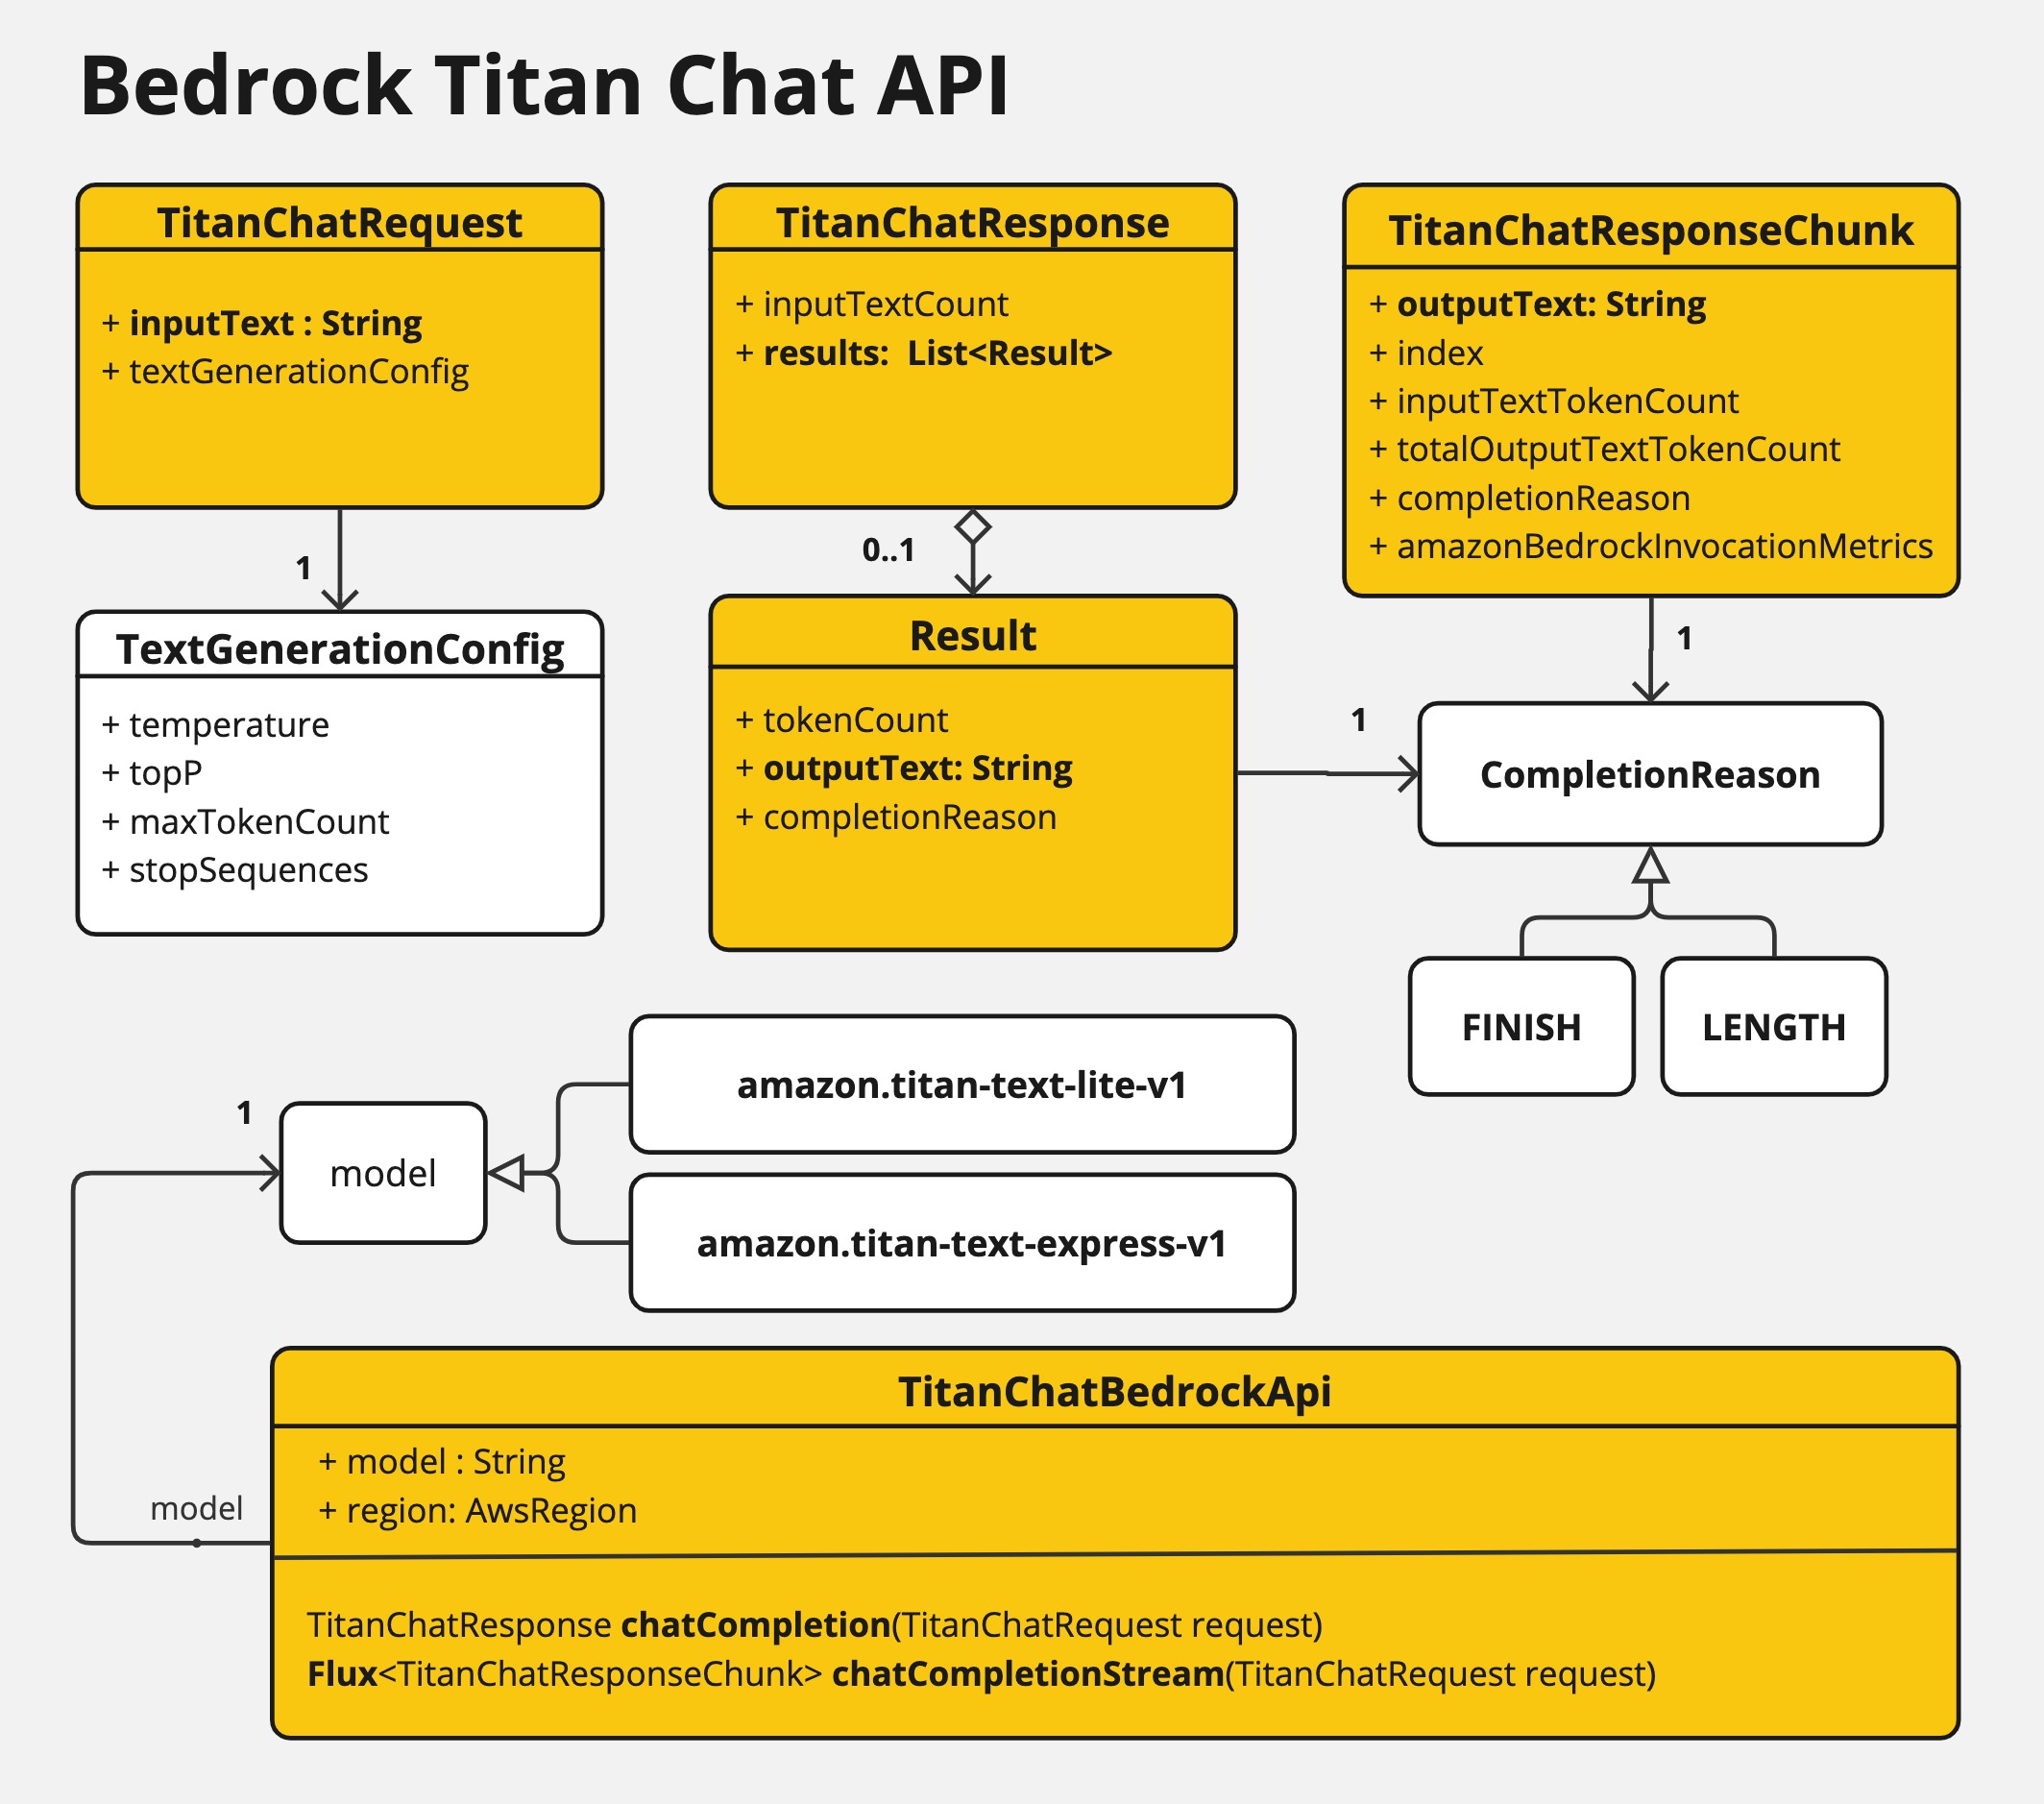 Bedrock Titan Chat API
TitanChatRequest
+ inputText : String
+ textGenerationConfig
1
TextGenerationConfig
+ temperature
+ topP
+ maxTokenCount
+ stopSequences
TitanChatResponse
+ inputTextCount
+ results:  List<Result>
0..1
Result
+ tokenCount
+ outputText: String
+ completionReason
1
TitanChatResponseChunk
+ outputText: String
+ index
+ inputTextTokenCount
+ totalOutputTextTokenCount
+ completionReason
+ amazonBedrockInvocationMetrics
1
CompletionReason
FINISH
LENGTH
1
model
amazon.titan-text-lite-v1
amazon.titan-text-express-v1
model
TitanChatBedrockApi
+ model : String
+ region: AwsRegion
TitanChatResponse chatCompletion(TitanChatRequest request)
Flux<TitanChatResponseChunk> chatCompletionStream(TitanChatRequest request)